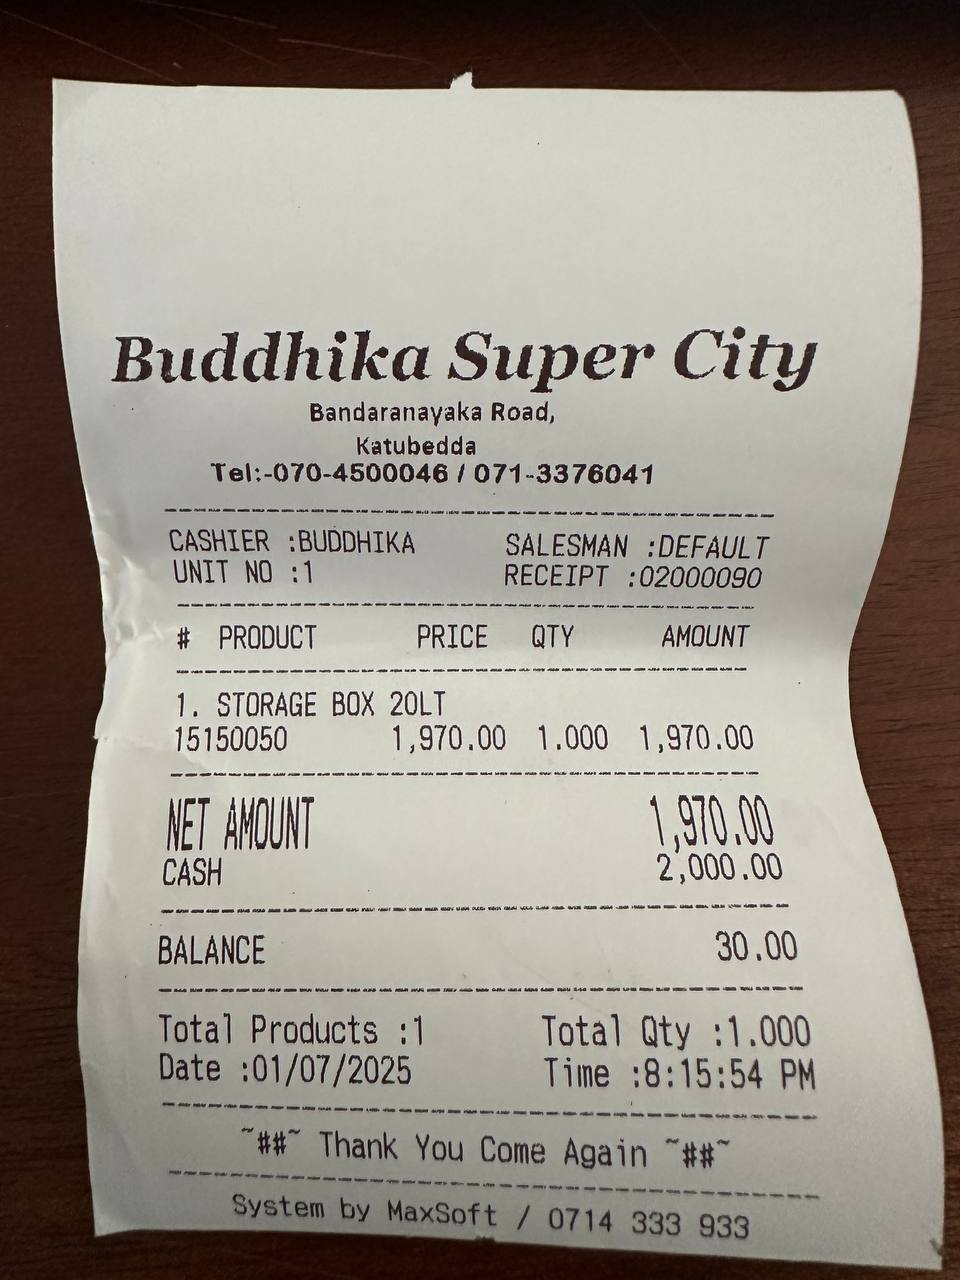 Buddhika Super City
Bandaranayaka Road,
Katubedda
Tel:-070-4500046 / 071-3376041
CASHIER :BUDDHIKA SALESMAN :DEFAULT
UNIT NO :1 RECEIPT :02000090
# PRODUCT PRICE QTY AMOUNT
1. STORAGE BOX 20LT
15150050 1,970.00 1.000 1,970.00
NET AMOUNT 1,970.00
CASH 2,000.00
BALANCE 30.00
Total Products :1 Total Qty :1.000
Date :01/07/2025 Time :8:15:54 PM
~##~ Thank You Come Again ~##~
System by MaxSoft / 0714 333 933